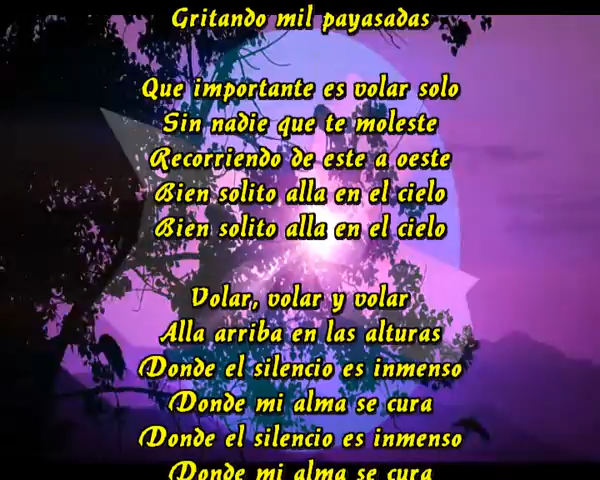 Gritando mil payasadas
Que importante es volar solo
Sin nadie que te moleste
Recorriendo de este a oeste
Bien solito alla en el cielo
Bien solito alla en el cielo
Volar, volar y volar
Alla arriba en las alturas
Donde el silencio es inmenso
Donde mi alma se cura
Donde el silencio es inmenso
Donde mi alma se cura